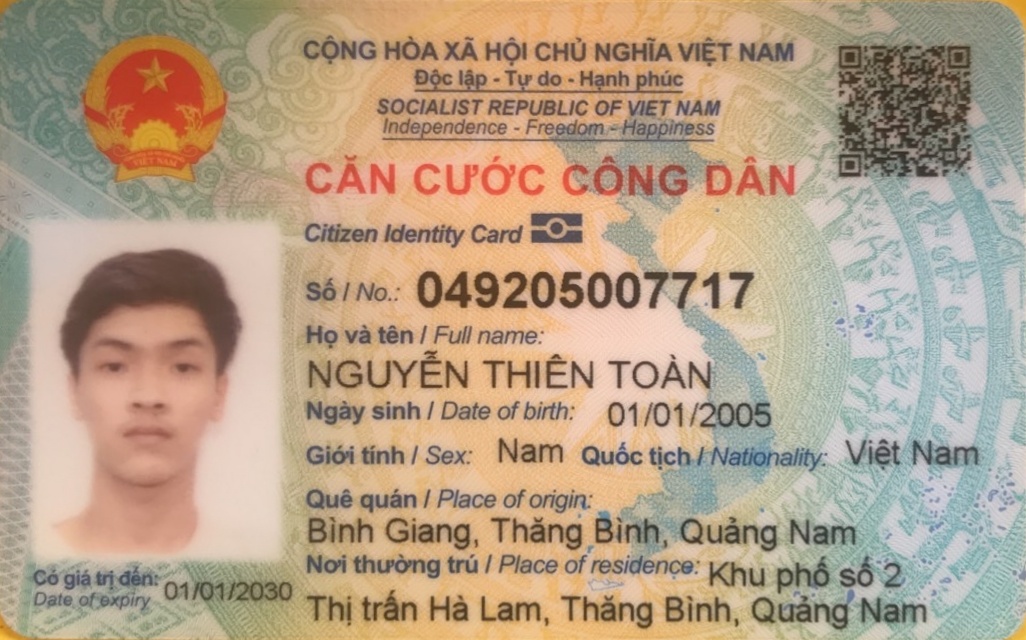 CỘNG HÒA XÃ HỘI CHỦ NGHĨA VIỆT NAM
Độc lập - Tự do - Hạnh phúc
SOCIALIST REPUBLIC OF VIET NAM
Independence - Freedom - Happiness
VIỆT NAM
CĂN CƯỚC CÔNG DÂN
Citizen Identity Card
Số / No.: 049205007717
Họ và tên / Full name:
NGUYỄN THIÊN TOÀN
Ngày sinh / Date of birth: 01/01/2005
Giới tính / Sex: Nam Quốc tịch / Nationality: Việt Nam
Quê quán / Place of origin:
Bình Giang, Thăng Bình, Quảng Nam
Nơi thường trú / Place of residence: Khu phố số 2
Thị trấn Hà Lam, Thăng Bình, Quảng Nam
Có giá trị đến: 01/01/2030
Date of expiry